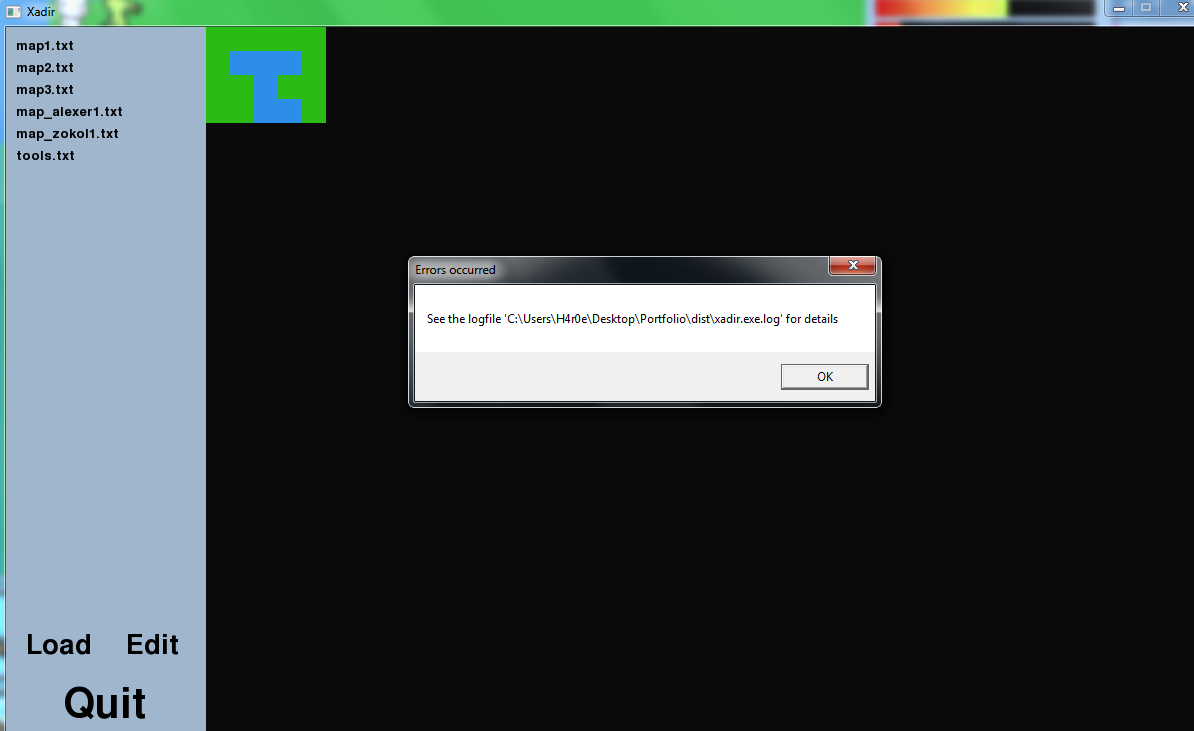 Xadir
map1.txt
map2.txt
map3.txt
map_alexer1.txt
map_zokol1.txt
tools.txt
Errors occurred
See the logfile 'C:\Users\H4r0e\Desktop\Portfolio\dist\xadir.exe.log' for details
OK
Load Edit
Quit